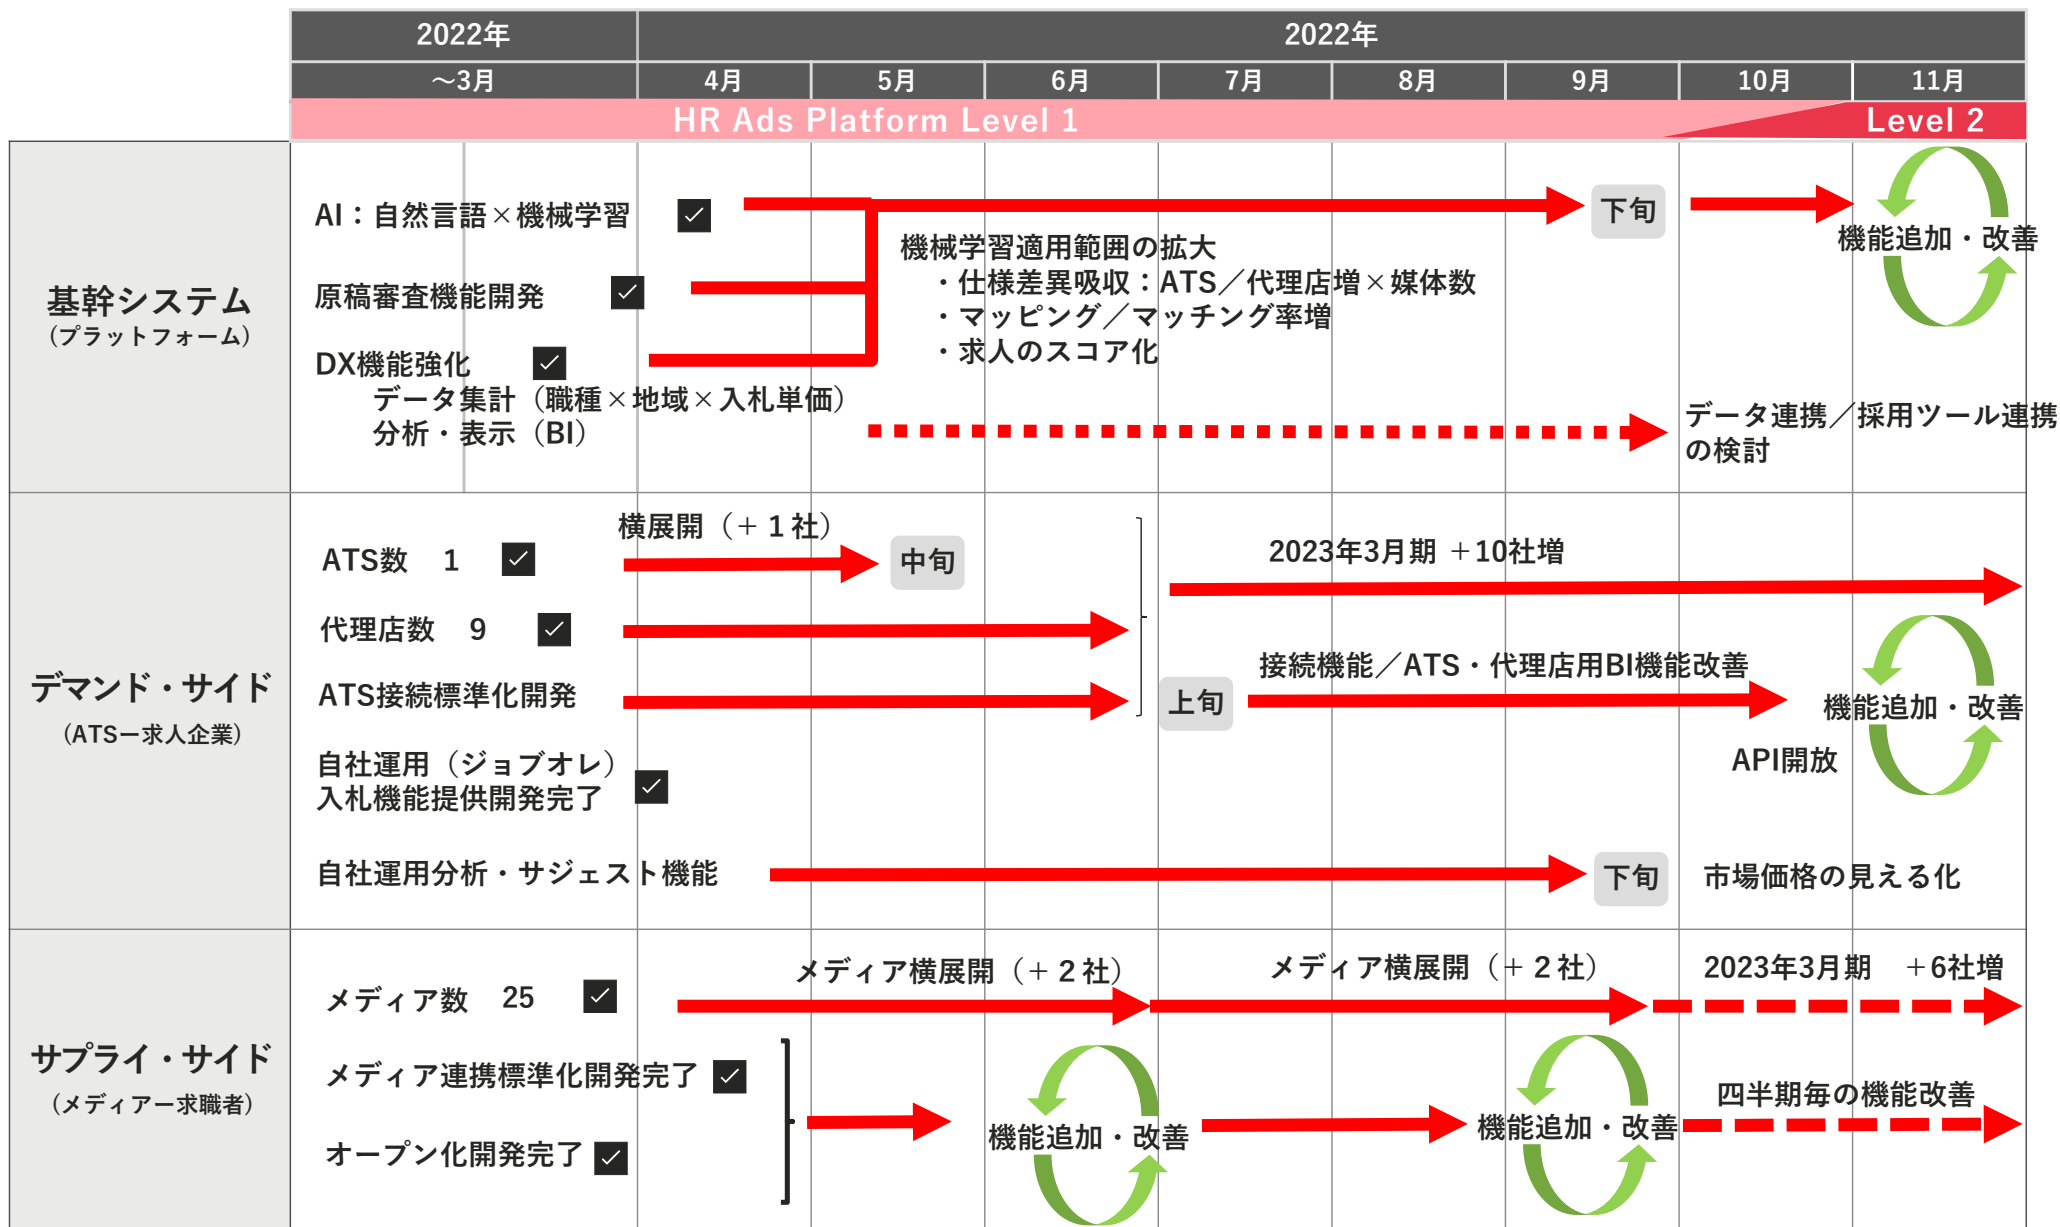 2022年
2022年
～3月
4月
5月
6月
7月
8月
9月
10月
11月
HR Ads Platform Level 1
Level 2
基幹システム
(プラットフォーム)
AI：自然言語×機械学習
原稿審査機能開発
DX機能強化
データ集計（職種×地域×入札単価）
分析・表示（BI）
機械学習適用範囲の拡大
・仕様差異吸収：ATS／代理店増×媒体数
・マッピング／マッチング率増
・求人のスコア化
下旬
機能追加・改善
データ連携／採用ツール連携
の検討
デマンド・サイド
(ATSー求人企業)
ATS数　1
横展開（＋１社）
中旬
2023年3月期 ＋10社増
代理店数　9
ATS接続標準化開発
上旬
接続機能／ATS・代理店用BI機能改善
機能追加・改善
API開放
自社運用（ジョブオレ）
入札機能提供開発完了
自社運用分析・サジェスト機能
下旬
市場価格の見える化
サプライ・サイド
(メディアー求職者)
メディア数　25
メディア横展開（＋２社）
メディア横展開（＋２社）
2023年3月期　＋6社増
メディア連携標準化開発完了
オープン化開発完了
機能追加・改善
機能追加・改善
四半期毎の機能改善